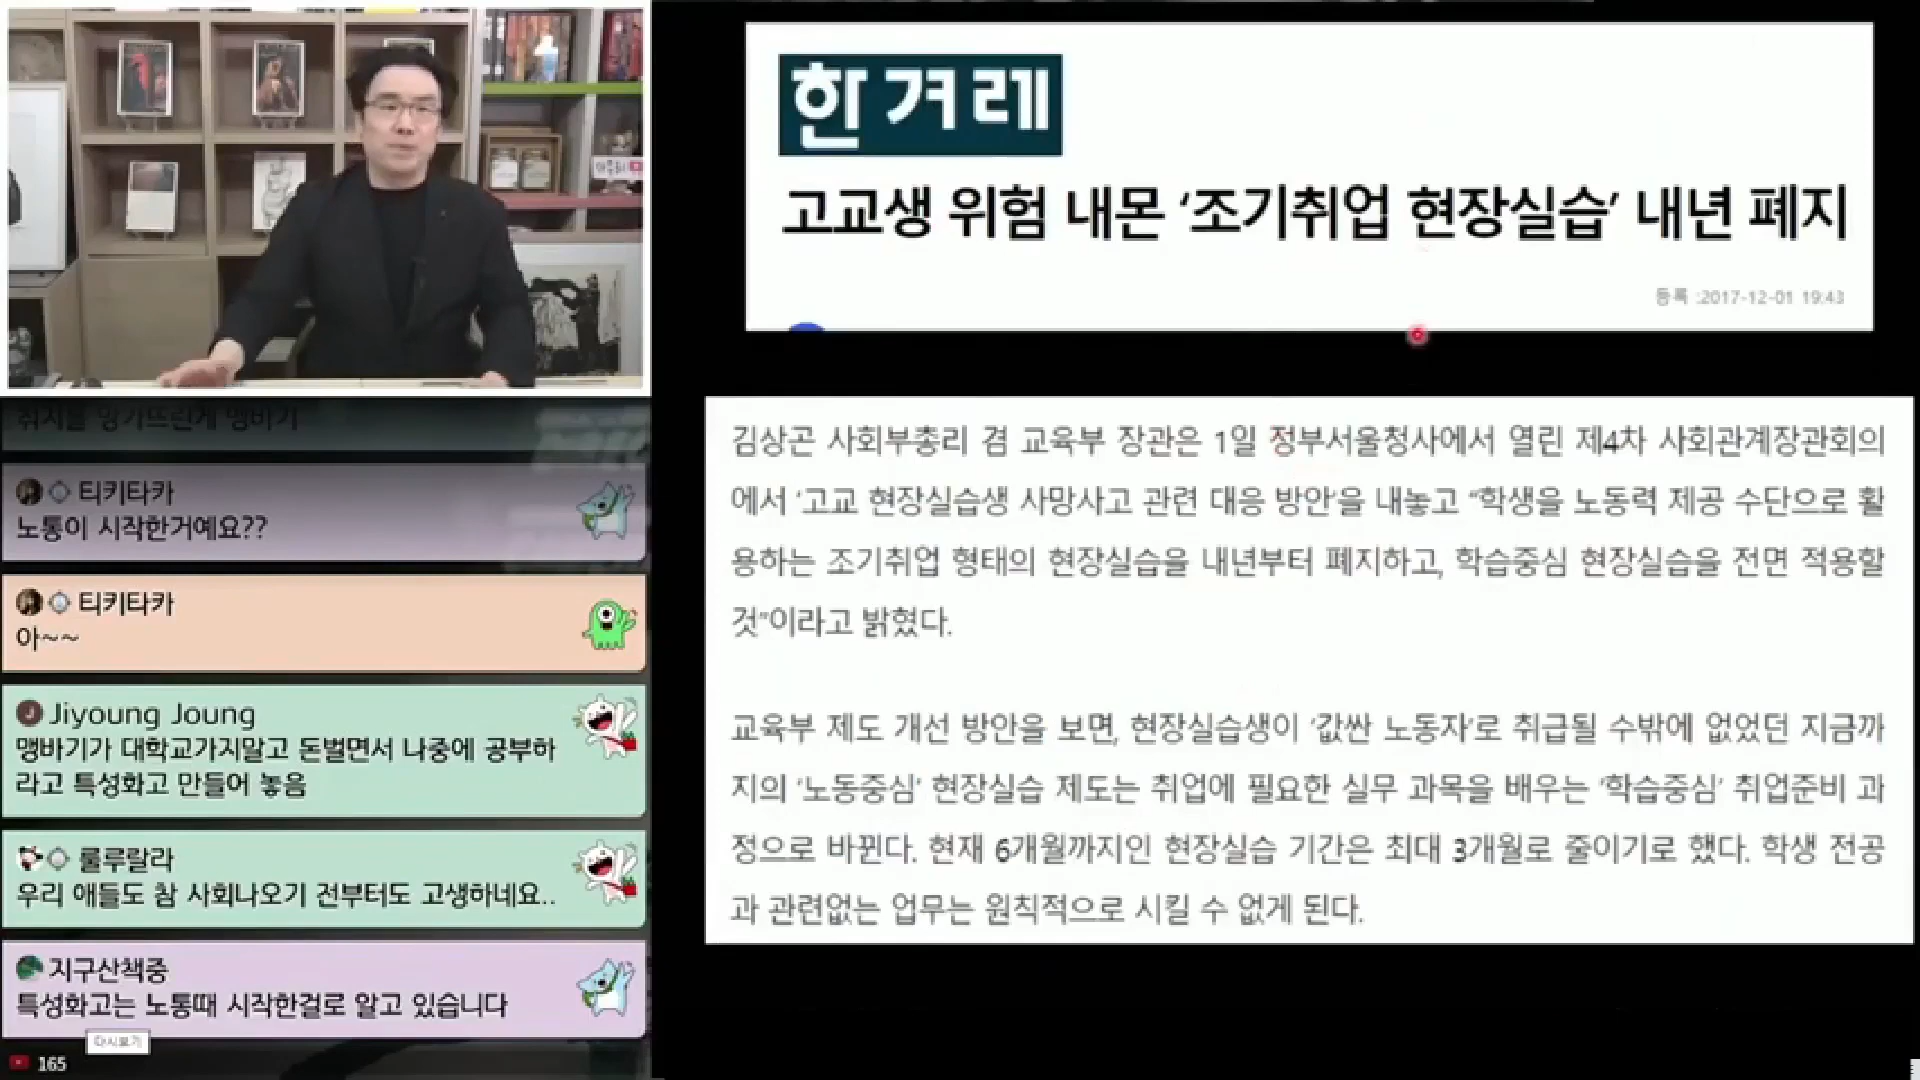 한겨레
고교생 위험 내몬 ‘조기취업 현장실습’ 내년 폐지
등록 :2017-12-01 19:43
김상곤 사회부총리 겸 교육부 장관은 1일 정부서울청사에서 열린 제4차 사회관계장관회의
에서 ‘고교 현장실습생 사망사고 관련 대응 방안’을 내놓고 “학생을 노동력 제공 수단으로 활
용하는 조기취업 형태의 현장실습을 내년부터 폐지하고, 학습중심 현장실습을 전면 적용할
것”이라고 밝혔다.
교육부 제도 개선 방안을 보면, 현장실습생이 ‘값싼 노동자’로 취급될 수밖에 없었던 지금까
지의 ‘노동중심’ 현장실습 제도는 취업에 필요한 실무 과목을 배우는 ‘학습중심’ 취업준비 과
정으로 바뀐다. 현재 6개월까지인 현장실습 기간은 최대 3개월로 줄이기로 했다. 학생 전공
과 관련없는 업무는 원칙적으로 시킬 수 없게 된다.
티키타카
노통이 시작한거예요??
티키타카
아~~
J Jiyoung Joung
맹바기가 대학교가지말고 돈벌면서 나중에 공부하
라고 특성화고 만들어 놓음
룰루랄라
우리 애들도 참 사회나오기 전부터도 고생하네요..
지구산책중
특성화고는 노통때 시작한걸로 알고 있습니다
다시보기
165